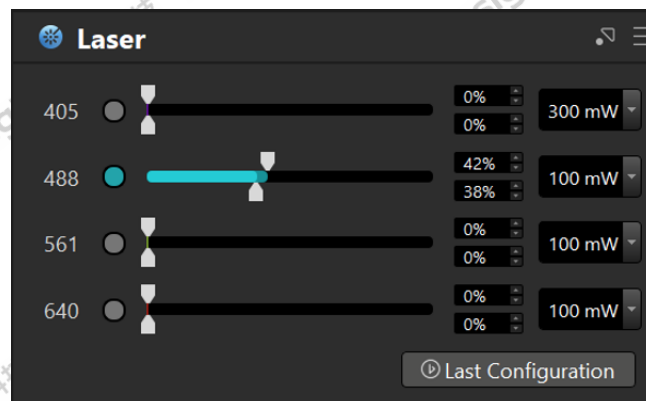 Laser
405 0% 300 mW
0%
488 42% 100 mW
38%
561 0% 100 mW
0%
640 0% 100 mW
0%
Last Configuration